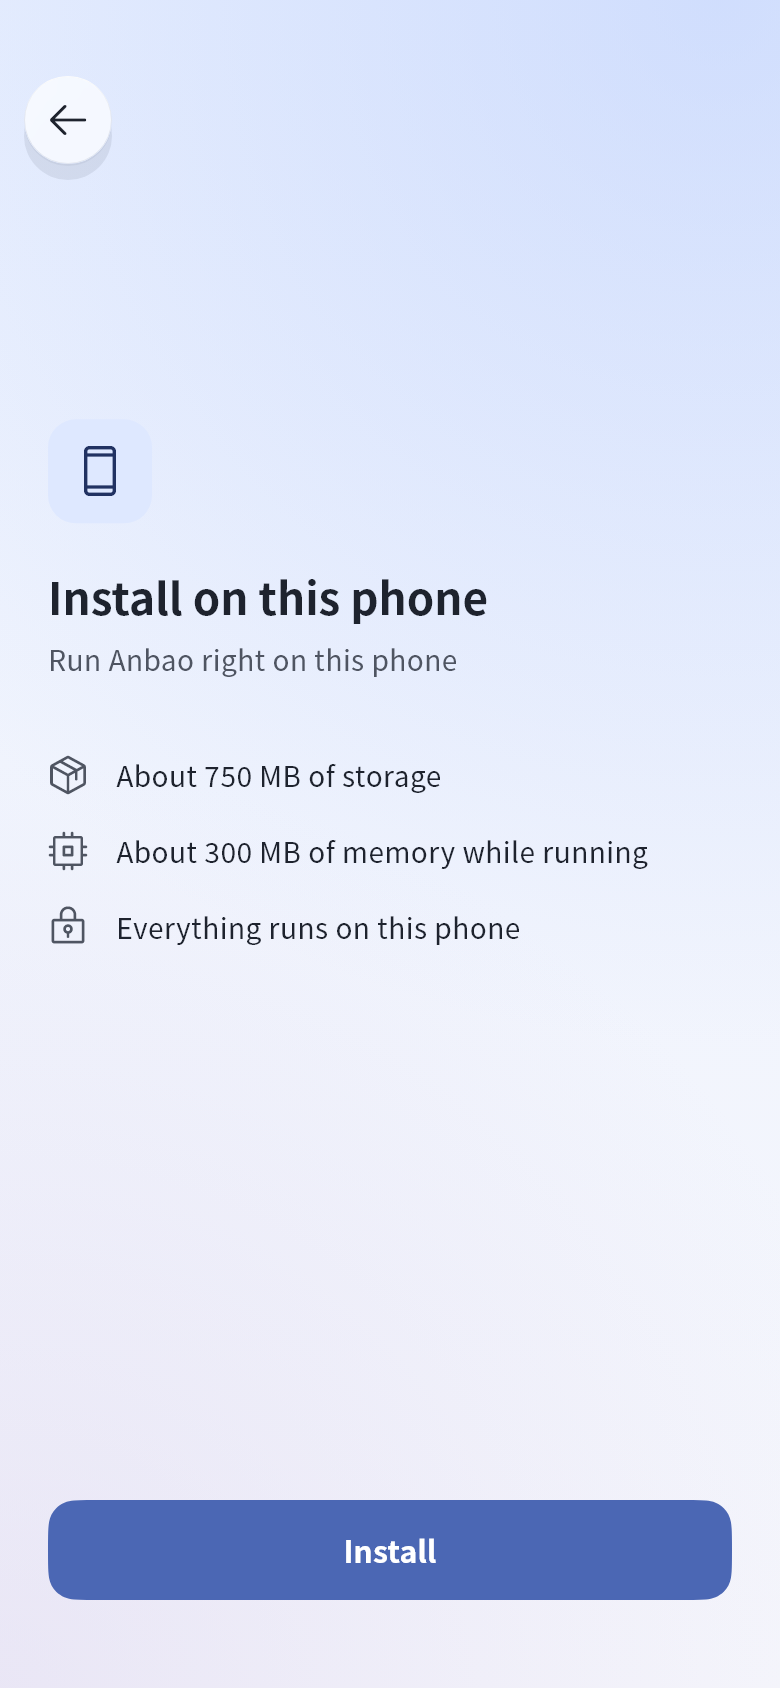 Install on this phone
Run Anbao right on this phone
About 750 MB of storage
About 300 MB of memory while running
Everything runs on this phone
Install